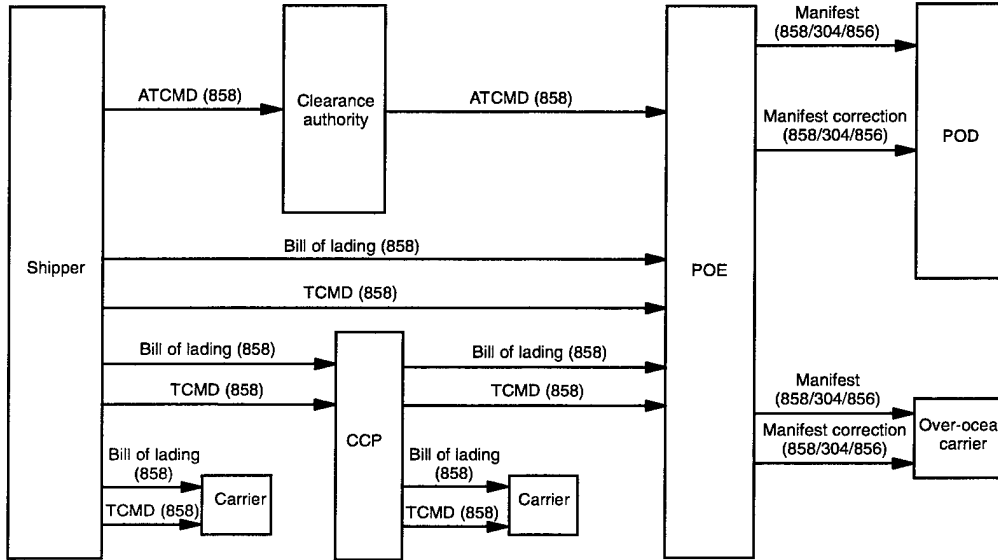 Manifest
(858/304/856)
ATCMD (858)
Clearance
authority
ATCMD (858)
Manifest correction
(858/304/856)
POD
Shipper
Bill of lading (858)
POE
TCMD (858)
Bill of lading (858)
Bill of lading (858)
TCMD (858)
TCMD (858)
CCP
Manifest
(858/304/856)
Manifest correction
(858/304/856)
Over-ocea
carrier
Bill of lading
(858)
TCMD (858)
Carrier
Bill of lading
(858)
TCMD (858)
Carrier